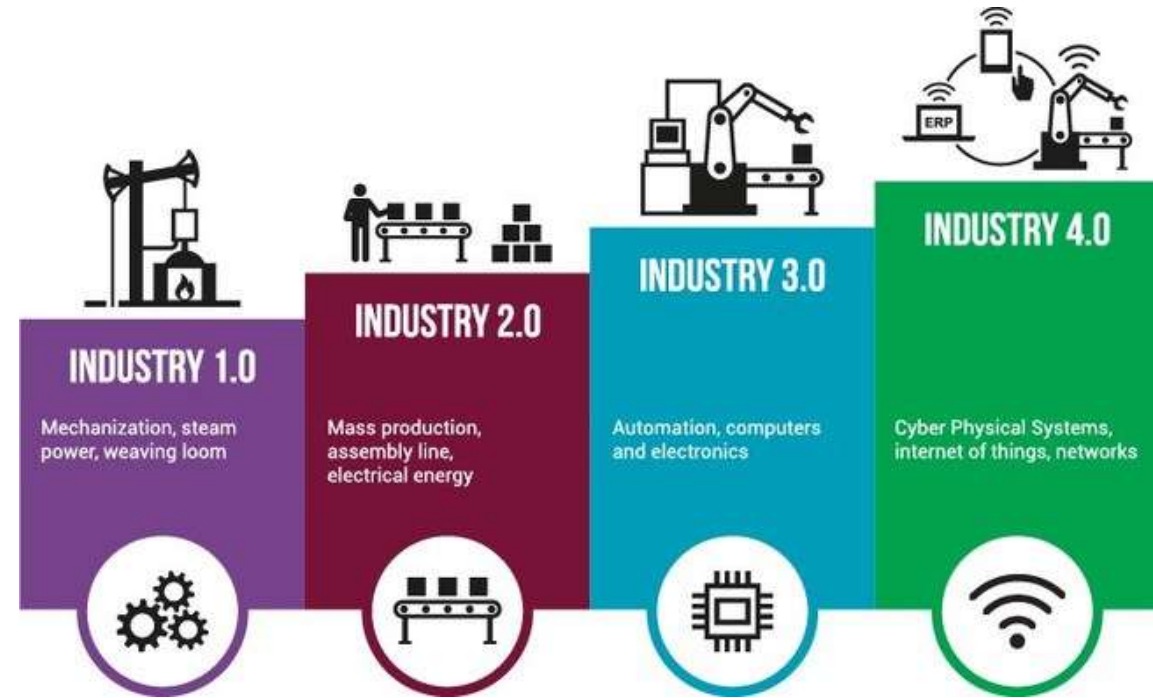 ERP
INDUSTRY 1.0
Mechanization, steam
power, weaving loom
INDUSTRY 2.0
Mass production,
assembly line,
electrical energy
INDUSTRY 3.0
Automation, computers
and electronics
INDUSTRY 4.0
Cyber Physical Systems,
internet of things, networks